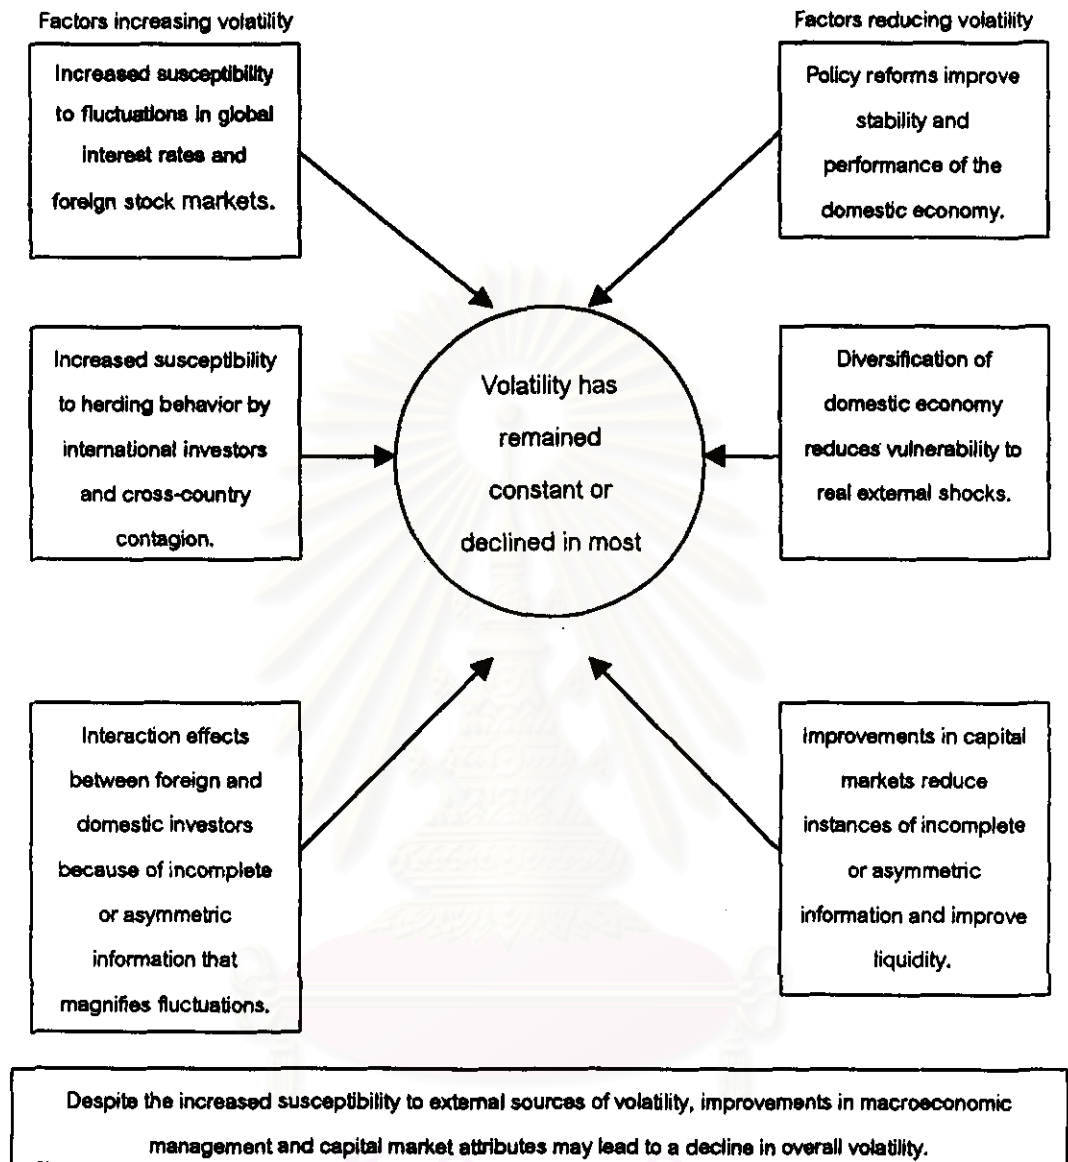 Factors increasing volatility
Increased susceptibility
to fluctuations in global
interest rates and
foreign stock markets.
Increased susceptibility
to herding behavior by
international investors
and cross-country
contagion.
Interaction effects
between foreign and
domestic investors
because of incomplete
or asymmetric
information that
magnifies fluctuations.
Volatility has
remained
constant or
declined in most
Factors reducing volatility
Policy reforms improve
stability and
performance of the
domestic economy.
Diversification of
domestic economy
reduces vulnerability to
real external shocks.
Improvements in capital
markets reduce
instances of incomplete
or asymmetric
information and improve
liquidity.
Despite the increased susceptibility to external sources of volatility, improvements in macroeconomic
management and capital market attributes may lead to a decline in overall volatility.